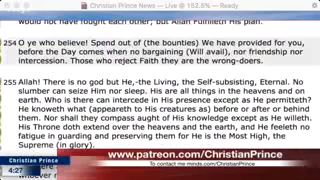 Christian Prince News — Live @ 152.5% — Ready
would not have fought each other; but Allah Fulfilleth His plan.
254 O ye who believe! Spend out of (the bounties) We have provided for you,
before the Day comes when no bargaining (Will avail), nor friendship nor
intercession. Those who reject Faith they are the wrong-doers.
255 Allah! There is no god but He,-the Living, the Self-subsisting, Eternal. No
slumber can seize Him nor sleep. His are all things in the heavens and on
earth. Who is there can intercede in His presence except as He permitteth?
He knoweth what (appeareth to His creatures as) before or after or behind
them. Nor shall they compass aught of His knowledge except as He willeth.
His Throne doth extend over the heavens and the earth, and He feeleth no
fatigue in guarding and preserving them for He is the Most High, the
Supreme (in glory).
Christian Prince
www.patreon.com/ChristianPrince
4:27
To contact me minds.com/ChristianPrince
whoever